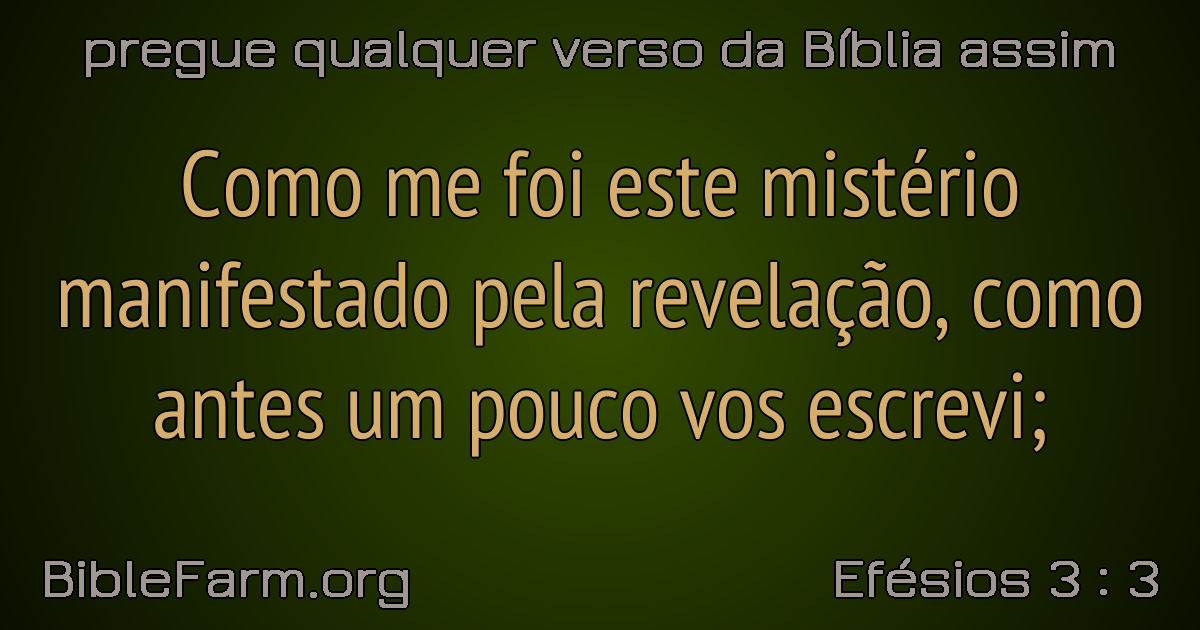 pregue qualquer verso da Bíblia assim
Como me foi este mistério
manifestado pela revelação, como
antes um pouco vos escrevi;
BibleFarm.org
Efésios 3 : 3